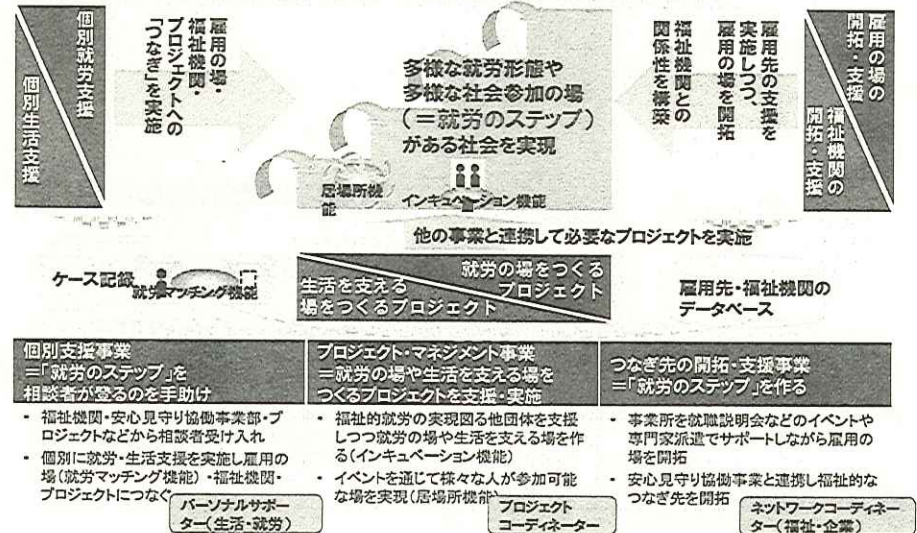 個別就労支援
個別生活支援
雇用の場・
福祉機関・
プロジェクトへの
「つなぎ」を実施
多様な就労形態や
多様な社会参加の場
(=就労のステップ)
がある社会を実現
居場所機
能
インキュベーション機能
雇用先の支援を
実施しつつ、
雇用の場を開拓
福祉機関との
関係性を構築
雇用の場の
開拓・支援
福祉機関の
開拓・支援
他の事業と連携して必要なプロジェクトを実施
ケース記録
就労マッチング機能
就労の場をつくる
プロジェクト
生活を支える
場をつくるプロジェクト
雇用先・福祉機関の
データベース
個別支援事業
=「就労のステップ」を
相談者が登るのを手助け
- 福祉機関・安心見守り協働事業部・プ
ロジェクトなどから相談者受け入れ
- 個別に就労・生活支援を実施し雇用の
場(就労マッチング機能)・福祉機関・
プロジェクトにつなぐ
パーソナルサポー
ター(生活・就労)
プロジェクト・マネジメント事業
=就労の場や生活を支える場を
つくるプロジェクトを支援・実施
- 福祉的就労の実現図る他団体を支援
しつつ就労の場や生活を支える場を作
る(インキュベーション機能)
- イベントを通じて様々な人が参加可能
な場を実現(居場所機能)
プロジェクト
コーディネーター
つなぎ先の開拓・支援事業
=「就労のステップ」を作る
- 事業所を就職説明会などのイベントや
専門家派遣でサポートしながら雇用の
場を開拓
- 安心見守り協働事業と連携し福祉的な
つなぎ先を開拓
ネットワークコーディネー
ター(福祉・企業)